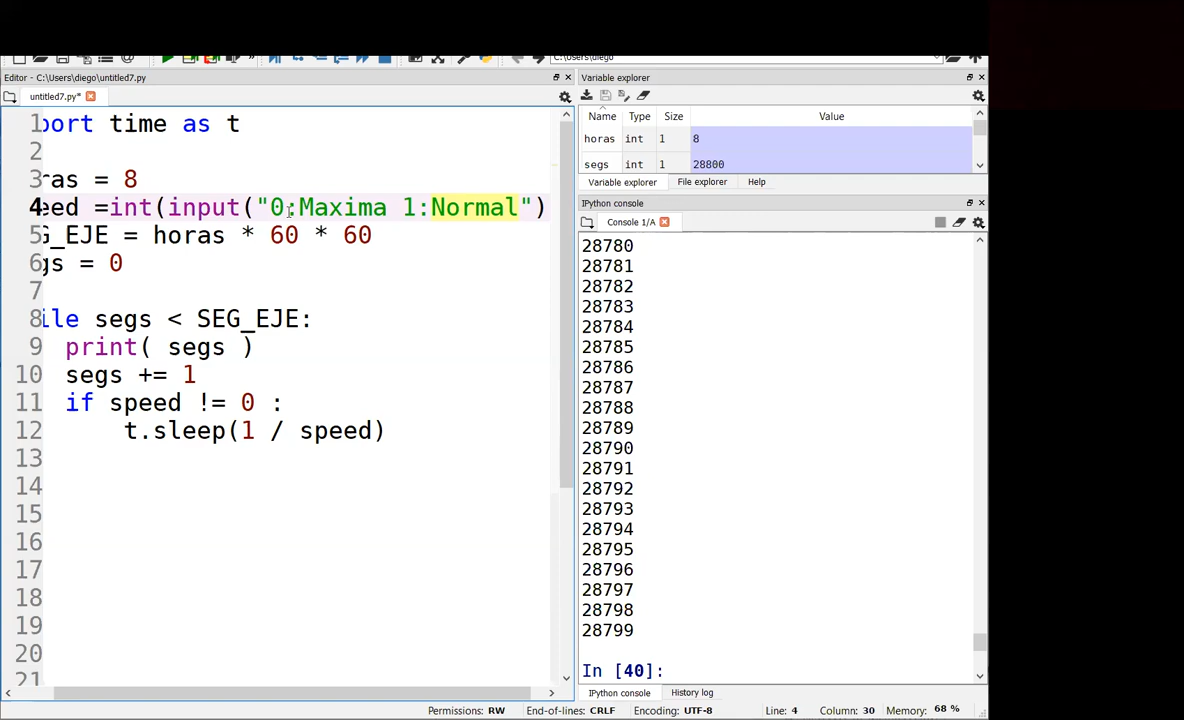 C:\Users\diego
Editor - C:\Users\diego\untitled7.py
untitled7.py*
1 port time as t
2
3 ras = 8
4 eed =int(input("0:Maxima 1:Normal")
5 G_EJE = horas * 60 * 60
6 gs = 0
7
8 ile segs < SEG_EJE:
9 print( segs )
10 segs += 1
11 if speed != 0 :
12 t.sleep(1 / speed)
13
14
15
16
17
18
19
20
21
Variable explorer
Name Type Size Value
horas int 1 8
segs int 1 28800
Variable explorer File explorer Help
IPython console
Console 1/A
28780
28781
28782
28783
28784
28785
28786
28787
28788
28789
28790
28791
28792
28793
28794
28795
28796
28797
28798
28799
In [40]:
IPython console History log
Permissions: RW End-of-lines: CRLF Encoding: UTF-8 Line: 4 Column: 30 Memory: 68 %